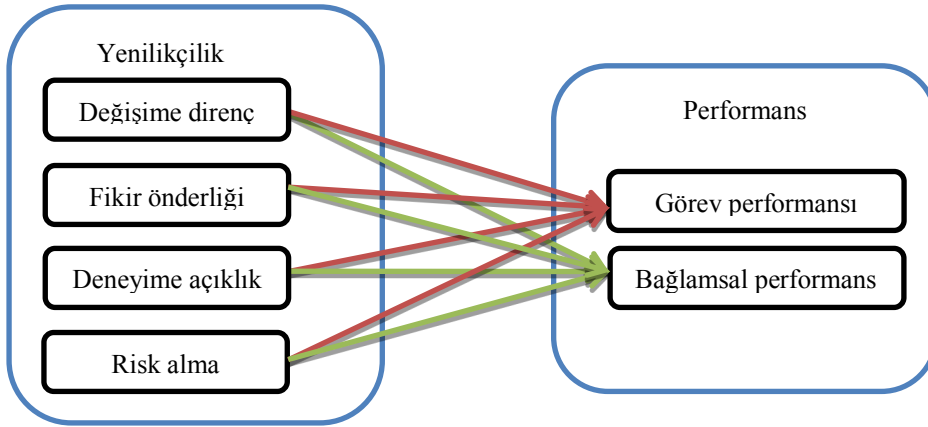 Yenilikçilik
Değişime direnç
Fikir önderliği
Deneyime açıklık
Risk alma
Performans
Görev performansı
Bağlamsal performans